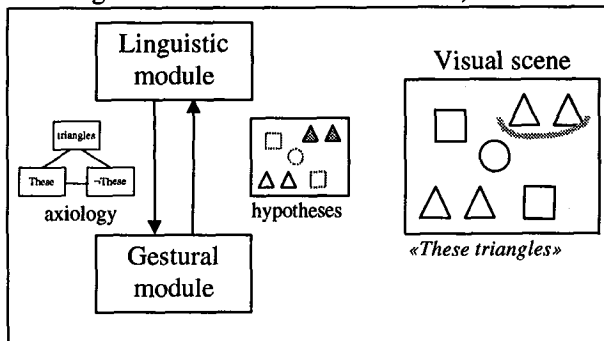 Linguistic
module
triangles
These
¬These
axiology
hypotheses
Gestural
module
Visual scene
«These triangles»